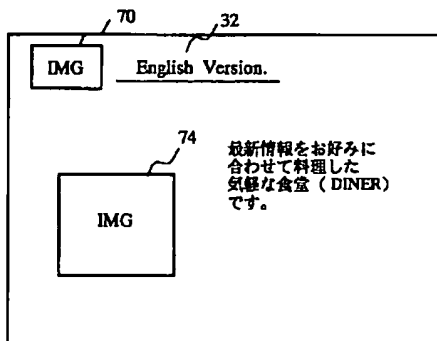 70
32
IMG
English Version.
74
IMG
最新情報をお好みに
合わせて料理した
気軽な食堂 ( DINER)
です。